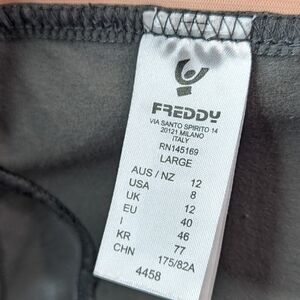 FREDDY
VIA SANTO SPIRITO 14
20121 MILANO
ITALY
RN145169
LARGE
AUS / NZ 12
USA 8
UK 12
EU 40
I 46
KR 77
CHN 175/82A
4458